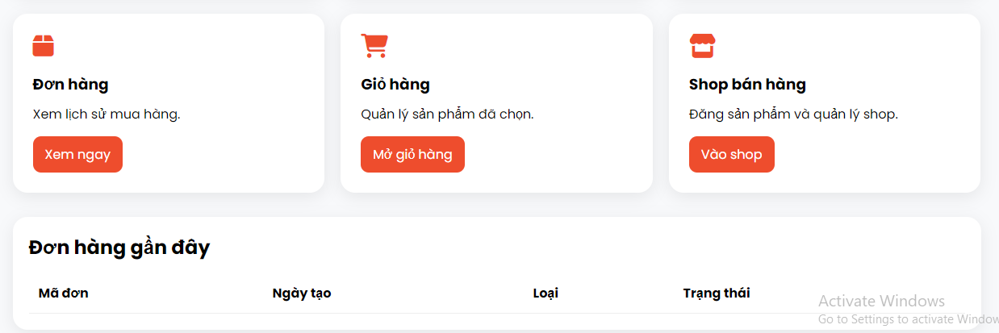 Đơn hàng
Xem lịch sử mua hàng.
Xem ngay
Giỏ hàng
Quản lý sản phẩm đã chọn.
Mở giỏ hàng
Shop bán hàng
Đăng sản phẩm và quản lý shop.
Vào shop
Đơn hàng gần đây
Mã đơn Ngày tạo Loại Trạng thái
Activate Windows
Go to Settings to activate Window